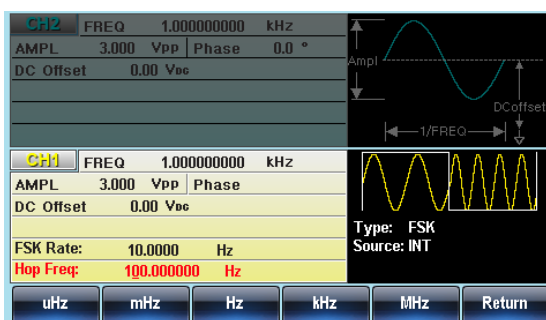 CH2 FREQ 1.000000000 kHz
AMPL 3.000 Vpp Phase 0.0 °
DC Offset 0.00 VDC
Ampl
DCoffset
1/FREQ
CH1 FREQ 1.000000000 kHz
AMPL 3.000 Vpp Phase
DC Offset 0.00 VDC
FSK Rate: 10.0000 Hz
Hop Freq: 100.000000 Hz
Type: FSK
Source: INT
uHz mHz Hz kHz MHz Return